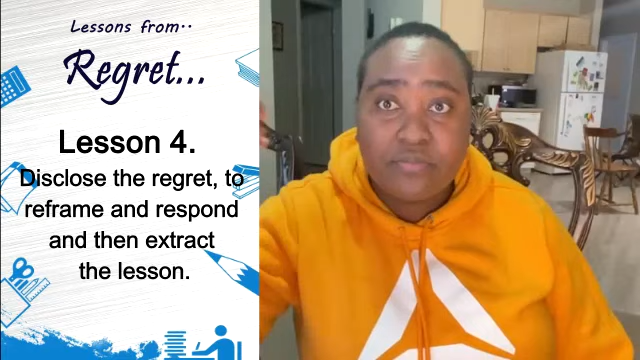 Lessons from..
Regret...
Lesson 4.
Disclose the regret, to
reframe and respond
and then extract
the lesson.